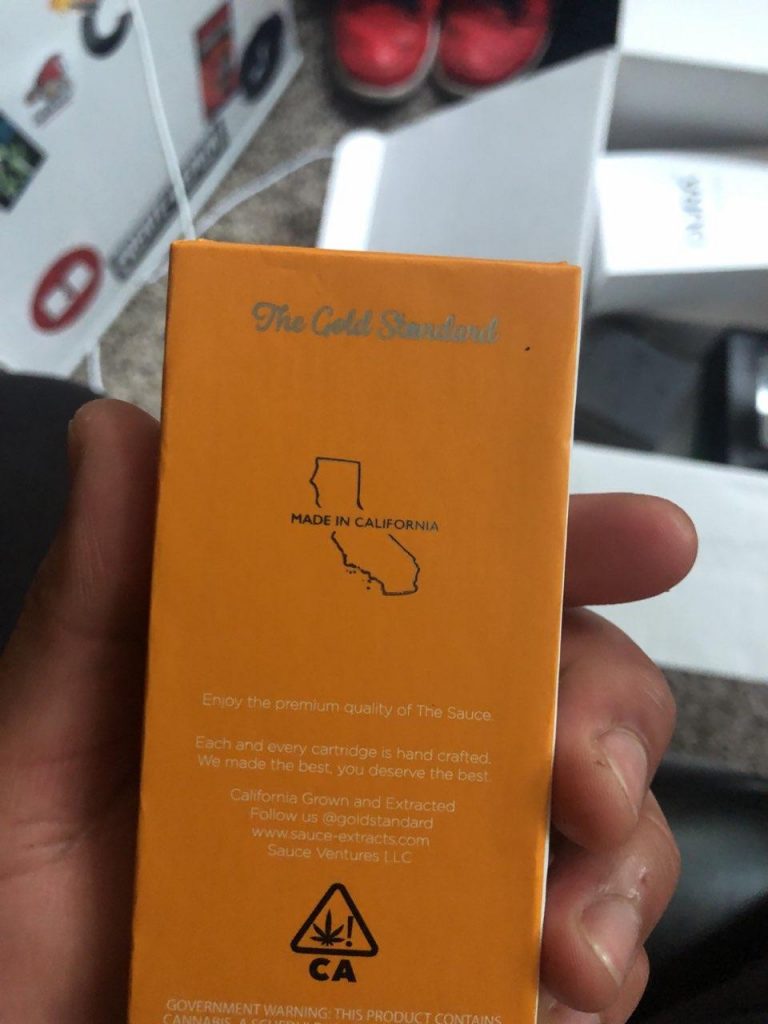 The Gold Standard
MADE IN CALIFORNIA
Enjoy the premium quality of The Sauce.
Each and every cartridge is hand crafted.
We made the best, you deserve the best.
California Grown and Extracted
Follow us @goldstandard
www.sauce-extracts.com
Sauce Ventures LLC
!
CA
GOVERNMENT WARNING: THIS PRODUCT CONTAINS
CANNABIS, A